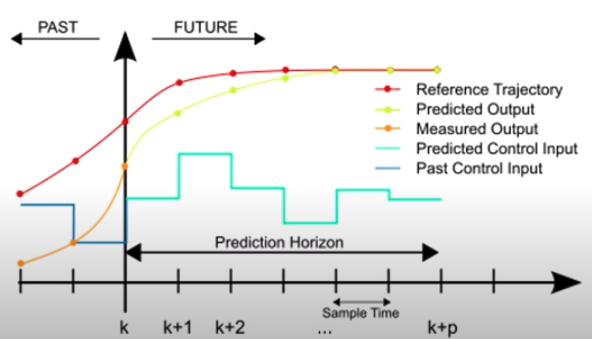 PAST
FUTURE
Reference Trajectory
Predicted Output
Measured Output
Predicted Control Input
Past Control Input
Prediction Horizon
Sample Time
k
k+1
k+2
...
k+p